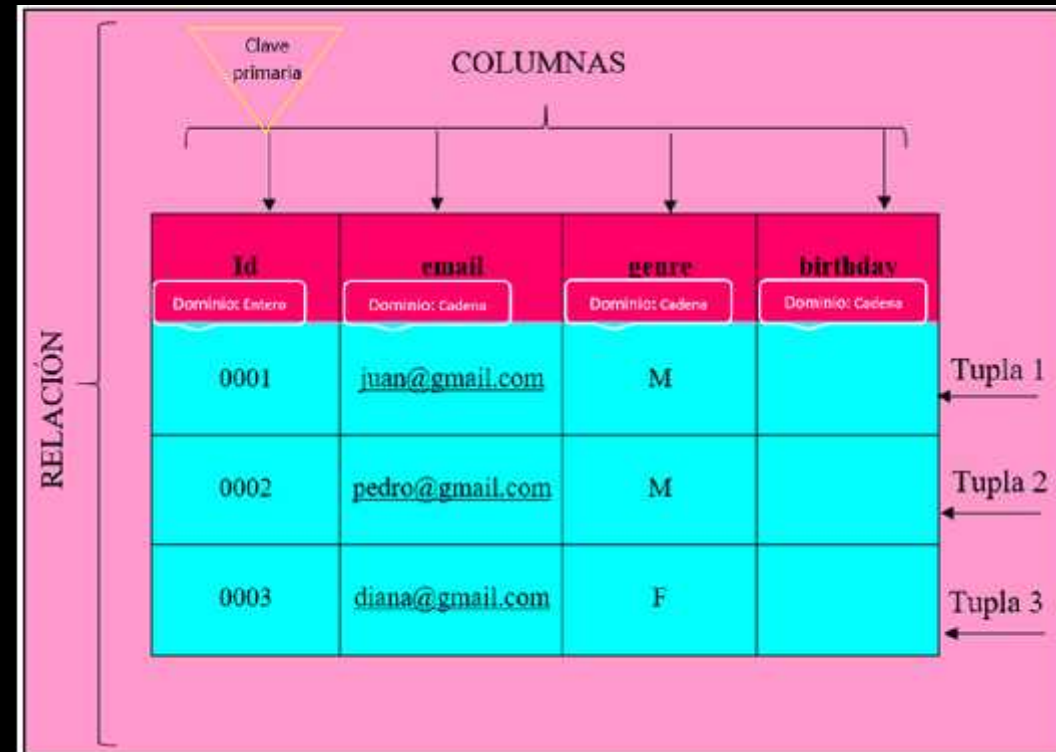 Clave
primaria
COLUMNAS
RELACIÓN
Id
email
genre
birthday
Dominio: Entero
Dominio: Cadena
Dominio: Cadena
Dominio: Cadena
0001
juan@gmail.com
M
Tupla 1
0002
pedro@gmail.com
M
Tupla 2
0003
diana@gmail.com
F
Tupla 3